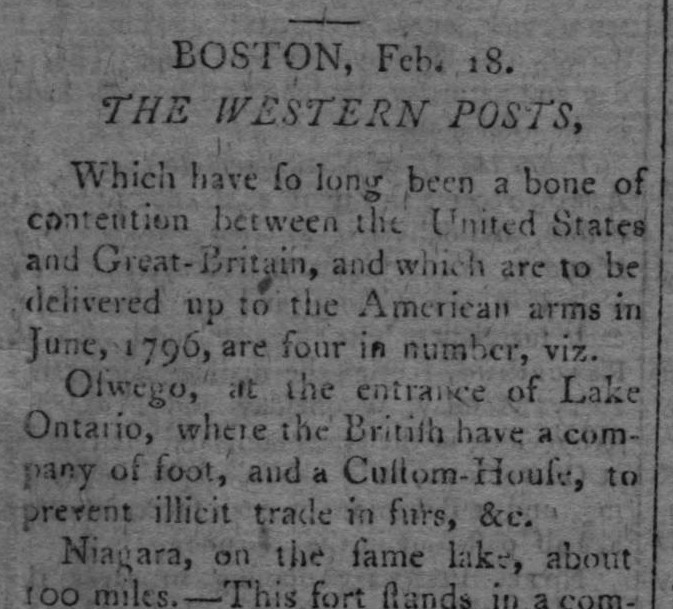 BOSTON, Feb. 18.
THE WESTERN POSTS,
Which have ſo long been a bone of
contention between the United States
and Great-Britain, and which are to be
delivered up to the American arms in
June, 1796, are four in number, viz.
Oſwego, at the entrance of Lake
Ontario, where the Britiſh have a com-
pany of foot, and a Cuſtom-Houſe, to
prevent illicit trade in furs, &c.
Niagara, on the ſame lake, about
100 miles.—This fort ſtands in a com-